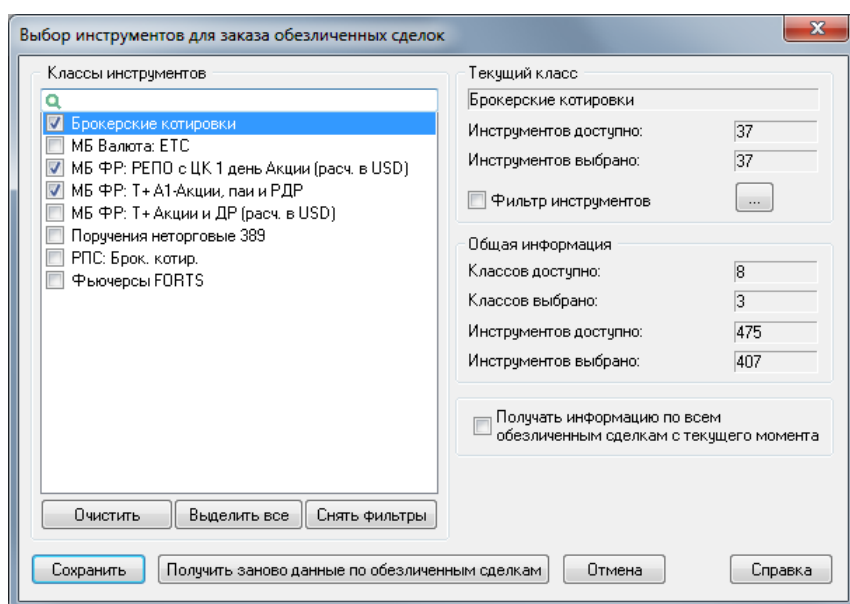 Выбор инструментов для заказа обезличенных сделок
Классы инструментов
Брокерские котировки
МБ Валюта: ETC
МБ ФР: РЕПО с ЦК 1 день Акции (расч. в USD)
МБ ФР: Т+ А1-Акции, паи и РДР
МБ ФР: Т+ Акции и ДР (расч. в USD)
Поручения неторговые 389
РПС: Брок. котир.
Фьючерсы FORTS
Очистить
Выделить все
Снять фильтры
Текущий класс
Брокерские котировки
Инструментов доступно: 37
Инструментов выбрано: 37
Фильтр инструментов ...
Общая информация
Классов доступно: 8
Классов выбрано: 3
Инструментов доступно: 475
Инструментов выбрано: 407
Получать информацию по всем
обезличенным сделкам с текущего момента
Сохранить
Получить заново данные по обезличенным сделкам
Отмена
Справка